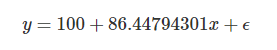 y = 100 + 86.44794301x + ϵ